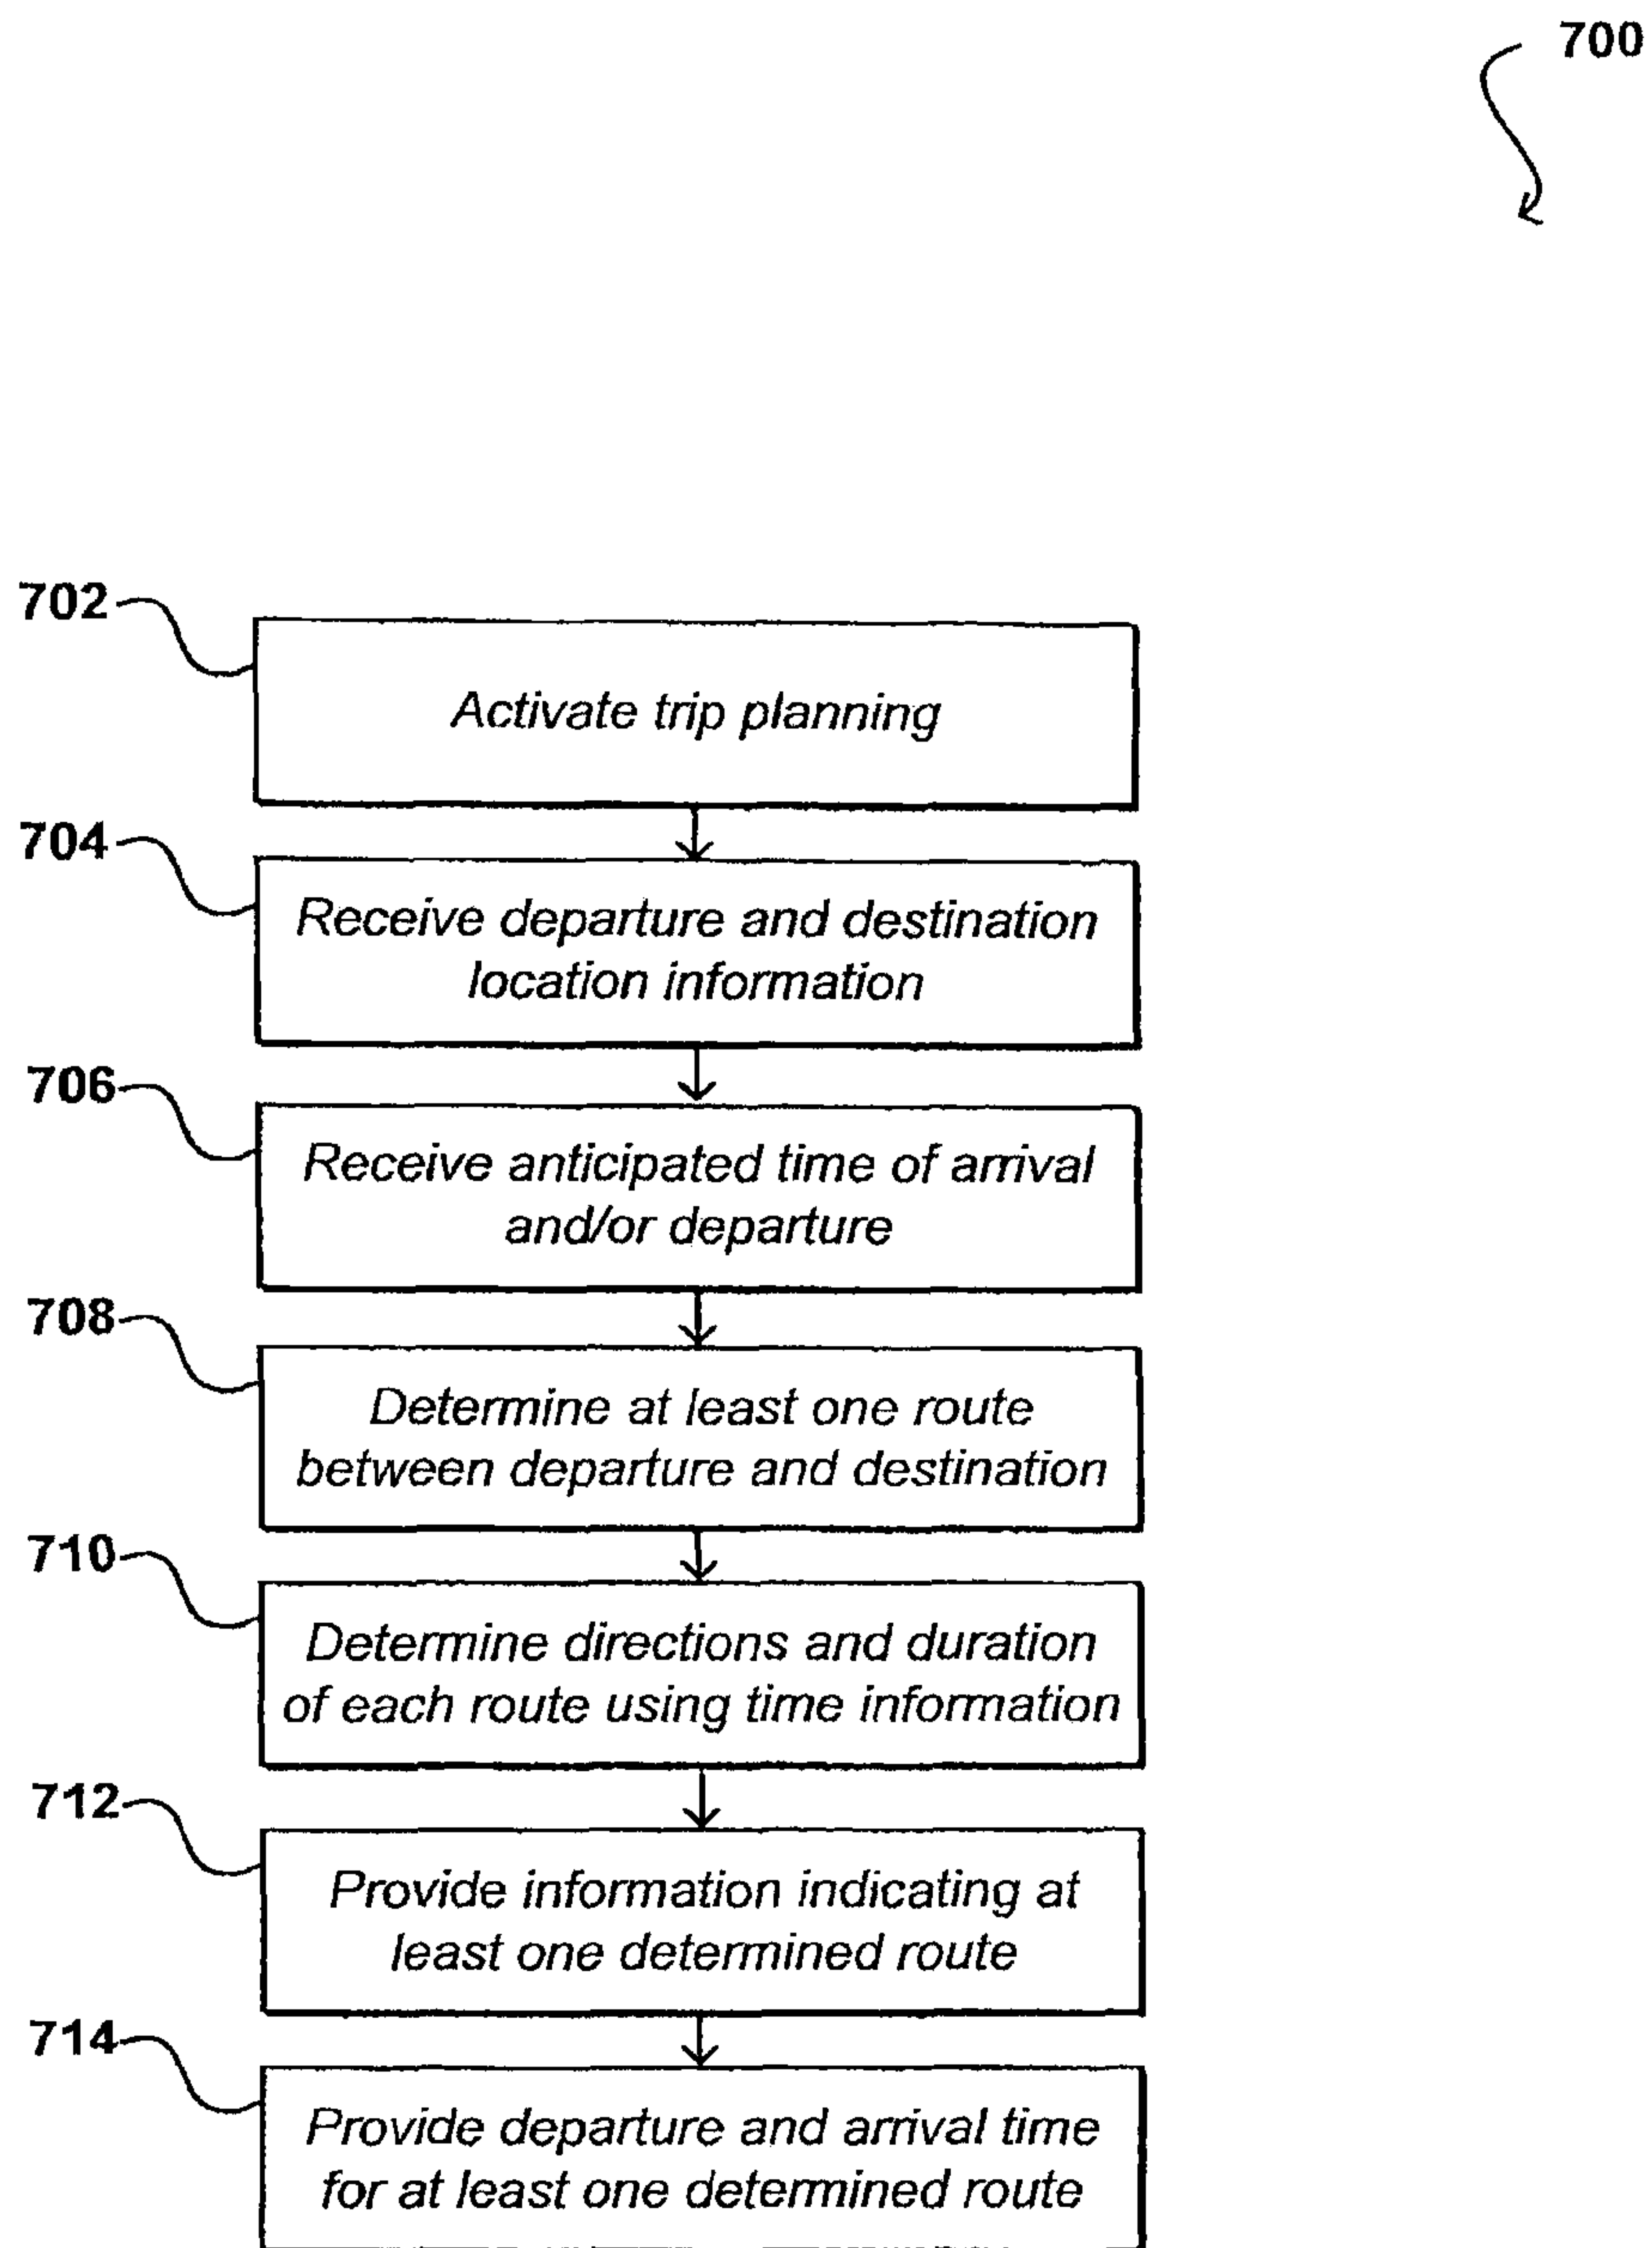 700
702
Activate trip planning
704
Receive departure and destination
location information
706
Receive anticipated time of arrival
and/or departure
708
Determine at least one route
between departure and destination
710
Determine directions and duration
of each route using time information
712
Provide information indicating at
least one determined route
714
Provide departure and arrival time
for at least one determined route